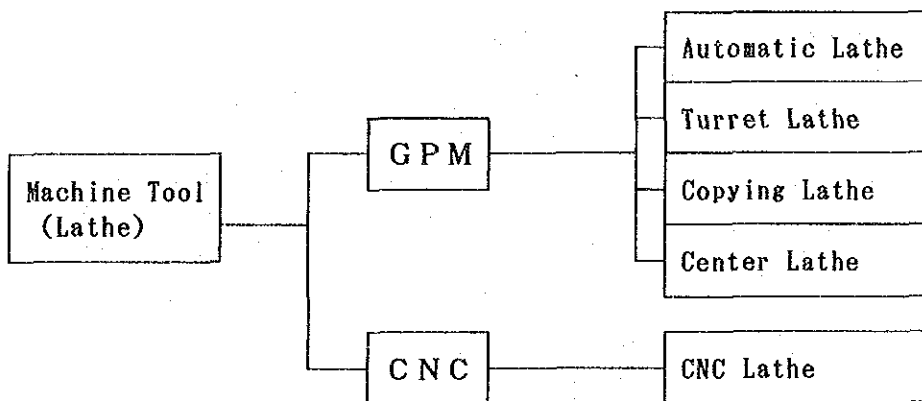 Automatic Lathe
Turret Lathe
GPM
Machine Tool
(Lathe)
Copying Lathe
Center Lathe
CNC
CNC Lathe